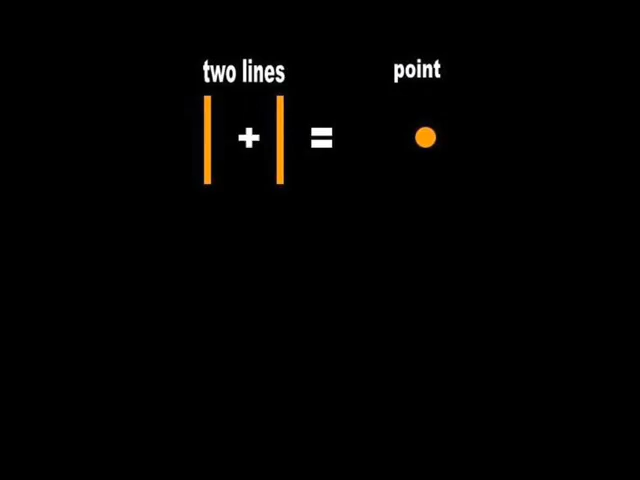 two lines
point
+ =